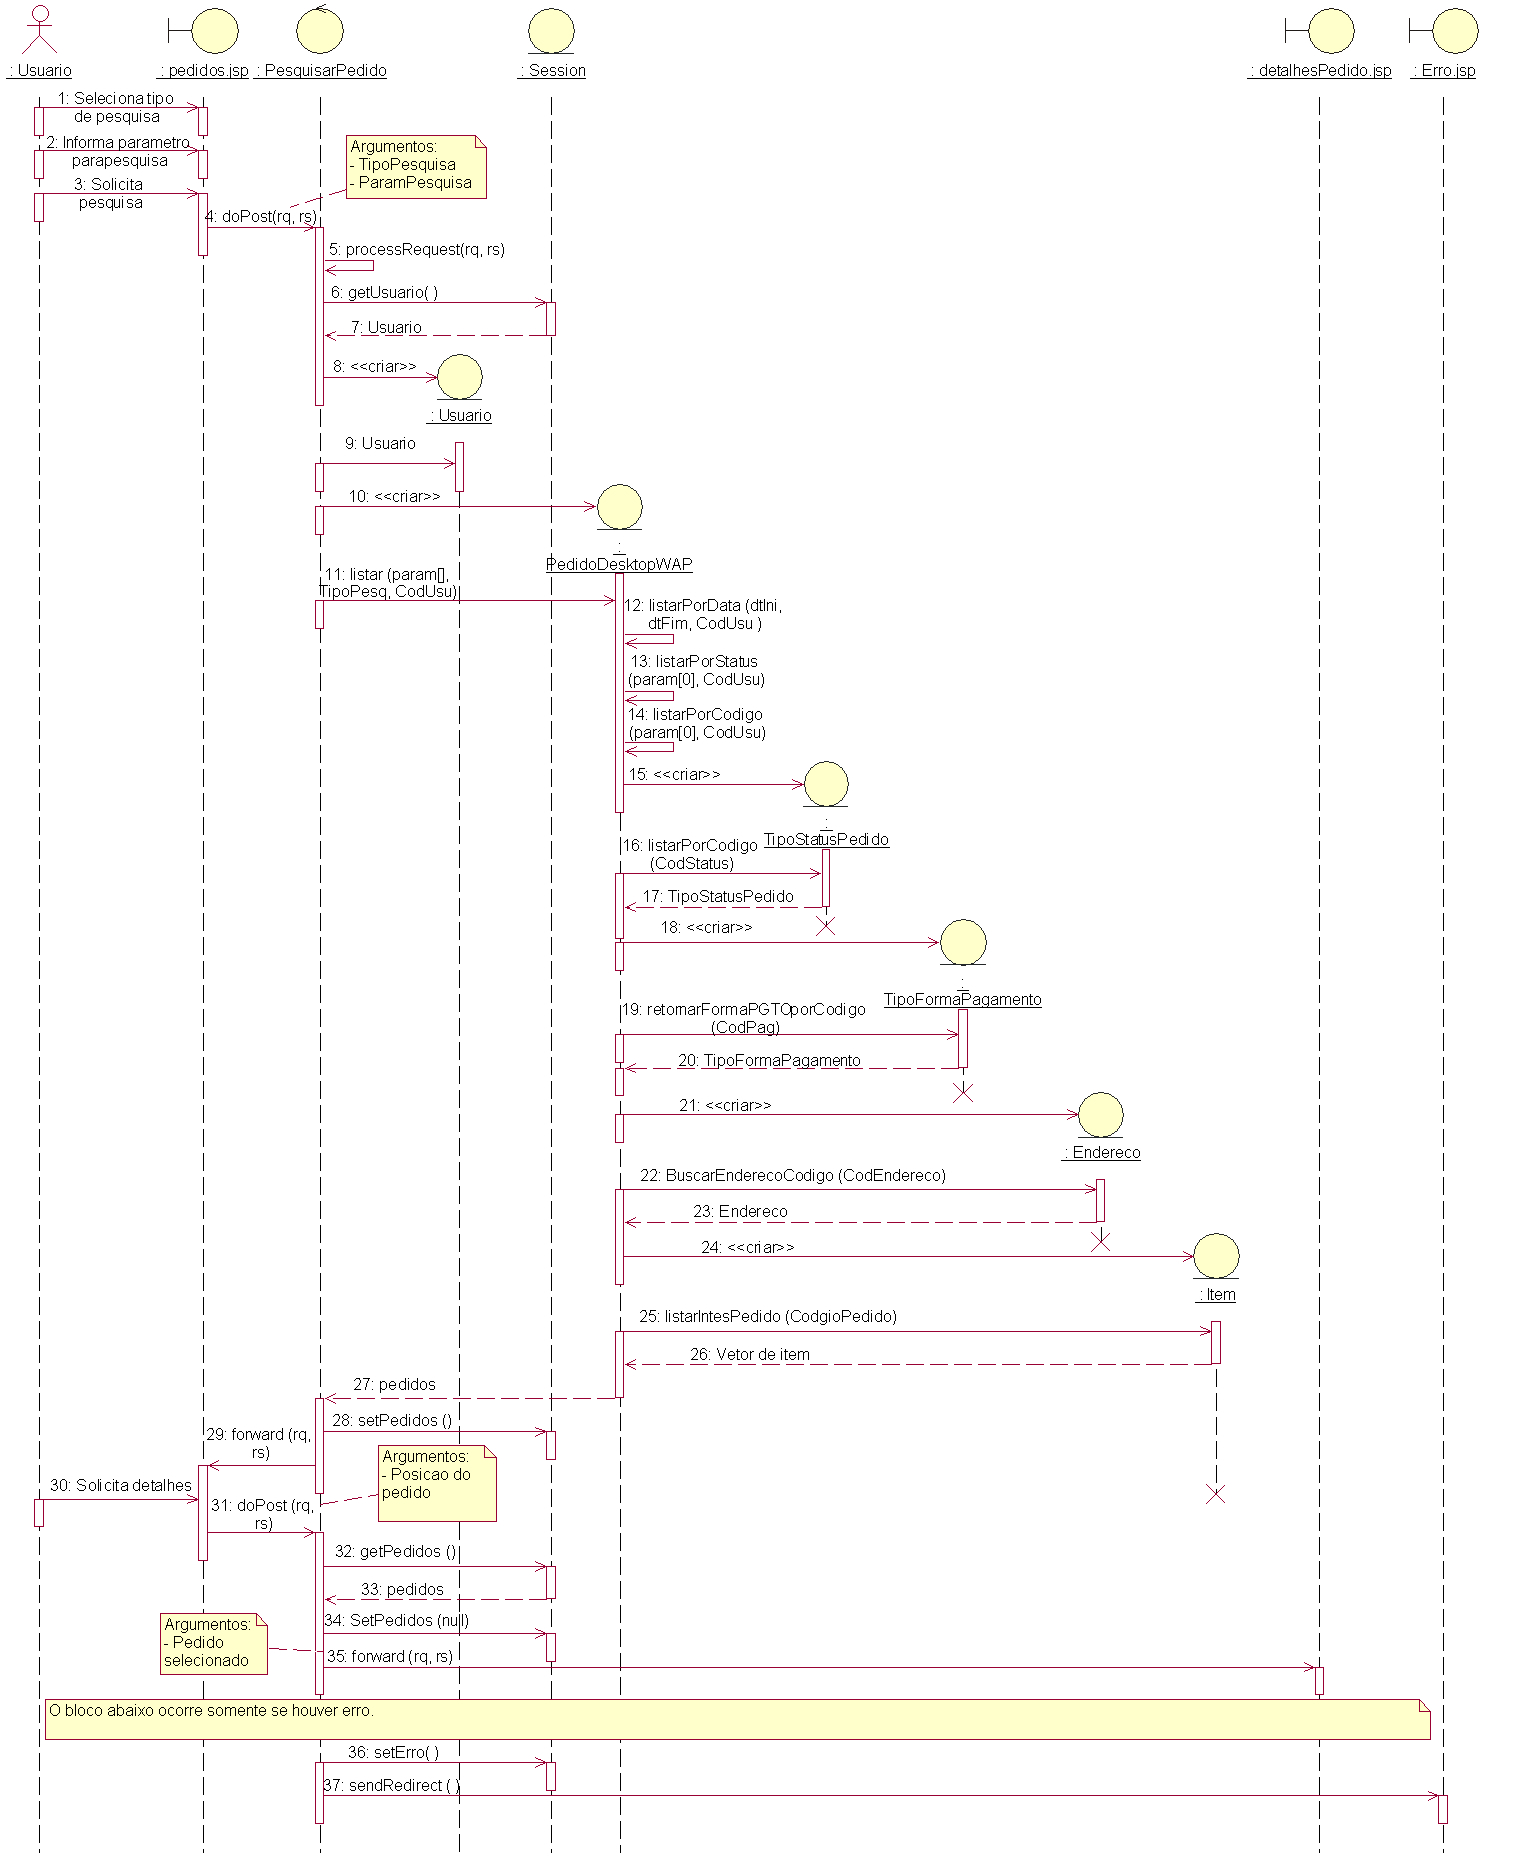 : Usuario
: pedidos.jsp
: PesquisarPedido
: Session
: detalhesPedido.jsp
: Erro.jsp
1: Seleciona tipo
de pesquisa
2: Informa parametro
parapesquisa
Argumentos:
- TipoPesquisa
- ParamPesquisa
3: Solicita
pesquisa
4: doPost(rq, rs)
5: processRequest(rq, rs)
6: getUsuario( )
7: Usuario
8: <<criar>>
: Usuario
9: Usuario
10: <<criar>>
:
PedidoDesktopWAP
11: listar (param[],
TipoPesq, CodUsu)
12: listarPorData (dtIni,
dtFim, CodUsu )
13: listarPorStatus
(param[0], CodUsu)
14: listarPorCodigo
(param[0], CodUsu)
15: <<criar>>
:
TipoStatusPedido
16: listarPorCodigo
(CodStatus)
17: TipoStatusPedido
18: <<criar>>
:
TipoFormaPagamento
19: retornarFormaPGTOporCodigo
(CodPag)
20: TipoFormaPagamento
21: <<criar>>
: Endereco
22: BuscarEnderecoCodigo (CodEndereco)
23: Endereco
24: <<criar>>
: Item
25: listarIntesPedido (CodgioPedido)
26: Vetor de item
27: pedidos
28: setPedidos ()
29: forward (rq,
rs)
Argumentos:
- Posicao do
pedido
30: Solicita detalhes
31: doPost (rq,
rs)
32: getPedidos ()
33: pedidos
Argumentos:
- Pedido
selecionado
34: SetPedidos (null)
35: forward (rq, rs)
O bloco abaixo ocorre somente se houver erro.
36: setErro( )
37: sendRedirect ( )